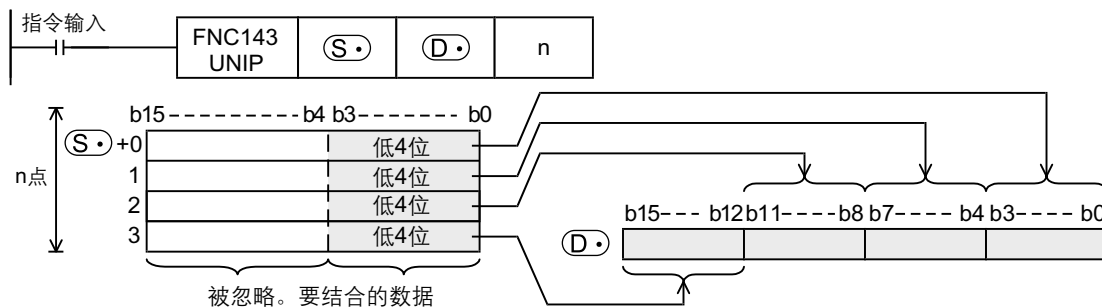 指令输入
FNC143
UNIP
S・
D・
n
b15 b4 b3 b0
n点
S・ +0 低4位
1 低4位
2 低4位
3 低4位
被忽略。要结合的数据
b15 b12 b11 b8 b7 b4 b3 b0
D・